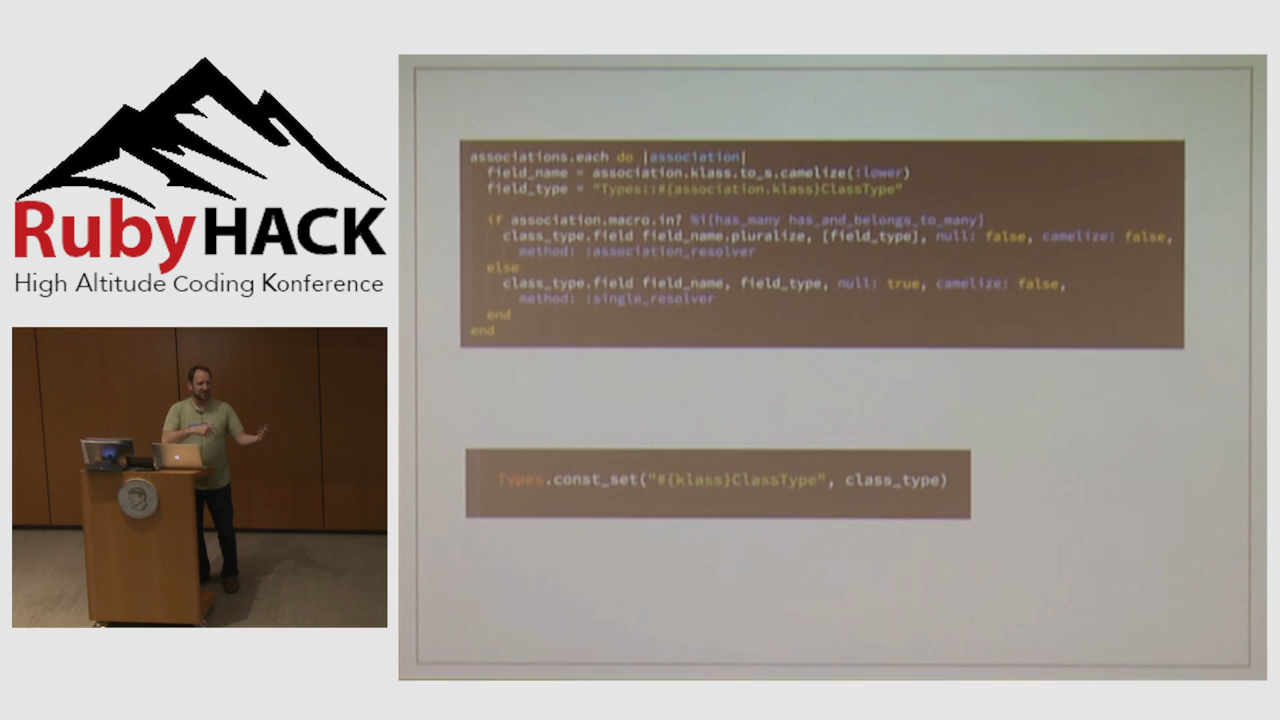 RubyHACK
High Altitude Coding Konference
associations.each do |association|
field_name = association.klass.to_s.camelize(:lower)
field_type = "Types::#{association.klass}ClassType"
if association.macro.in? %i[has_many has_and_belongs_to_many]
class_type.field field_name.pluralize, [field_type], null: false, camelize: false,
method: :association_resolver
else
class_type.field field_name, field_type, null: true, camelize: false,
method: :single_resolver
end
end
Types.const_set("#{klass}ClassType", class_type)